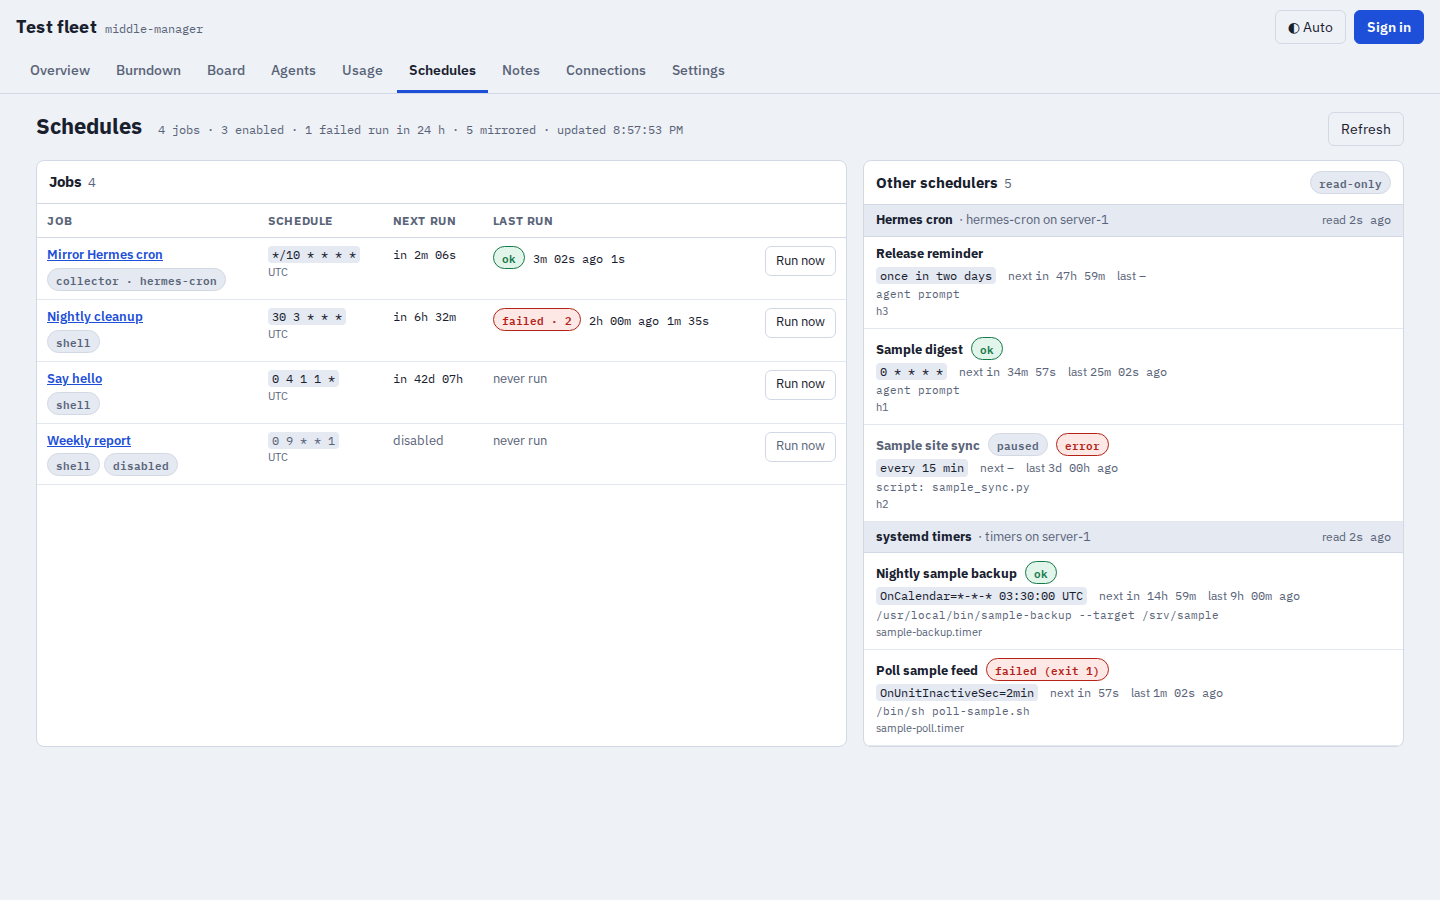 Test fleet middle-manager
◐ Auto
Sign in
Overview Burndown Board Agents Usage Schedules Notes Connections Settings
Schedules 4 jobs · 3 enabled · 1 failed run in 24 h · 5 mirrored · updated 8:57:53 PM
Refresh
Jobs 4
JOB SCHEDULE NEXT RUN LAST RUN
Mirror Hermes cron */10 * * * * in 2m 06s ok 3m 02s ago 1s Run now
collector · hermes-cron UTC
Nightly cleanup 30 3 * * * in 6h 32m failed · 2 2h 00m ago 1m 35s Run now
shell UTC
Say hello 0 4 1 1 * in 42d 07h never run Run now
shell UTC
Weekly report 0 9 * * 1 disabled never run Run now
shell disabled UTC
Other schedulers 5 read-only
Hermes cron · hermes-cron on server-1 read 2s ago
Release reminder
once in two days next in 47h 59m last –
agent prompt
h3
Sample digest ok
0 * * * * next in 34m 57s last 25m 02s ago
agent prompt
h1
Sample site sync paused error
every 15 min next – last 3d 00h ago
script: sample_sync.py
h2
systemd timers · timers on server-1 read 2s ago
Nightly sample backup ok
OnCalendar=*-*-* 03:30:00 UTC next in 14h 59m last 9h 00m ago
/usr/local/bin/sample-backup --target /srv/sample
sample-backup.timer
Poll sample feed failed (exit 1)
OnUnitInactiveSec=2min next in 57s last 1m 02s ago
/bin/sh poll-sample.sh
sample-poll.timer